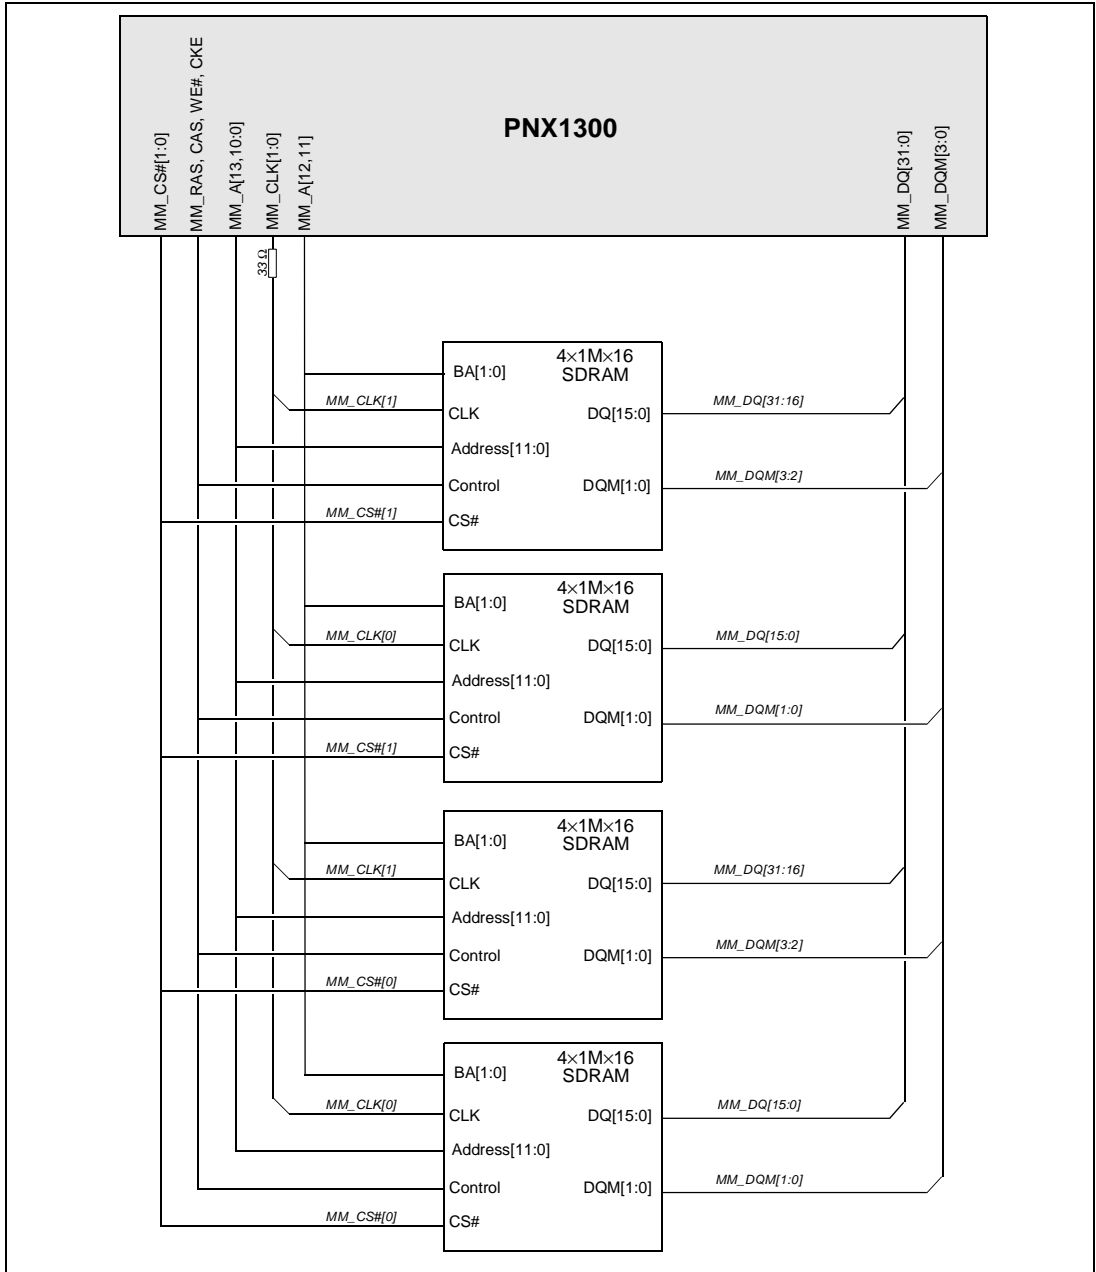 PNX1300
MM_CS#[1:0]
MM_RAS, CAS, WE#, CKE
MM_A[13,10:0]
MM_CLK[1:0]
MM_A[12,11]
MM_DQ[31:0]
MM_DQM[3:0]
33 Ω
4×1M×16
SDRAM
BA[1:0]
MM_CLK[1]
CLK
DQ[15:0]
MM_DQ[31:16]
Address[11:0]
Control
DQM[1:0]
MM_DQM[3:2]
MM_CS#[1]
CS#
4×1M×16
SDRAM
BA[1:0]
MM_CLK[0]
CLK
DQ[15:0]
MM_DQ[15:0]
Address[11:0]
Control
DQM[1:0]
MM_DQM[1:0]
MM_CS#[1]
CS#
4×1M×16
SDRAM
BA[1:0]
MM_CLK[1]
CLK
DQ[15:0]
MM_DQ[31:16]
Address[11:0]
Control
DQM[1:0]
MM_DQM[3:2]
MM_CS#[0]
CS#
4×1M×16
SDRAM
BA[1:0]
MM_CLK[0]
CLK
DQ[15:0]
MM_DQ[15:0]
Address[11:0]
Control
DQM[1:0]
MM_DQM[1:0]
MM_CS#[0]
CS#